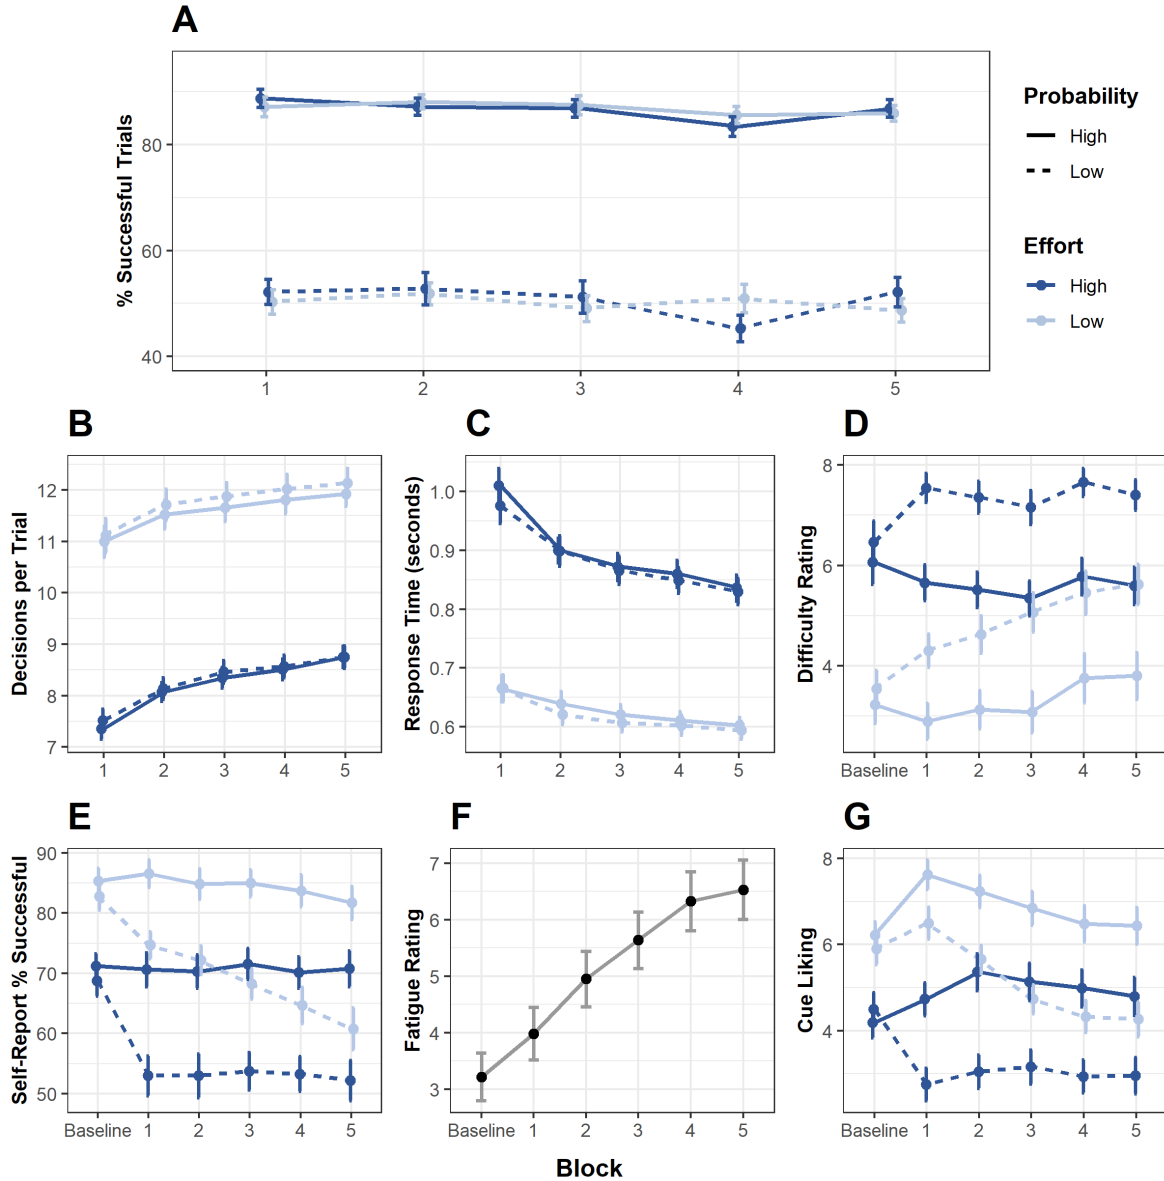 A
% Successful Trials
80
60
40
1 2 3 4 5
Probability
High
Low
Effort
High
Low
B
Decisions per Trial
12
11
10
9
8
7
1 2 3 4 5
C
Response Time (seconds)
1.0
0.9
0.8
0.7
0.6
1 2 3 4 5
D
Difficulty Rating
8
6
4
Baseline 1 2 3 4 5
E
Self-Report % Successful
90
80
70
60
50
Baseline 1 2 3 4 5
F
Fatigue Rating
7
6
5
4
3
Baseline 1 2 3 4 5
G
Cue Liking
8
6
4
Baseline 1 2 3 4 5
Block